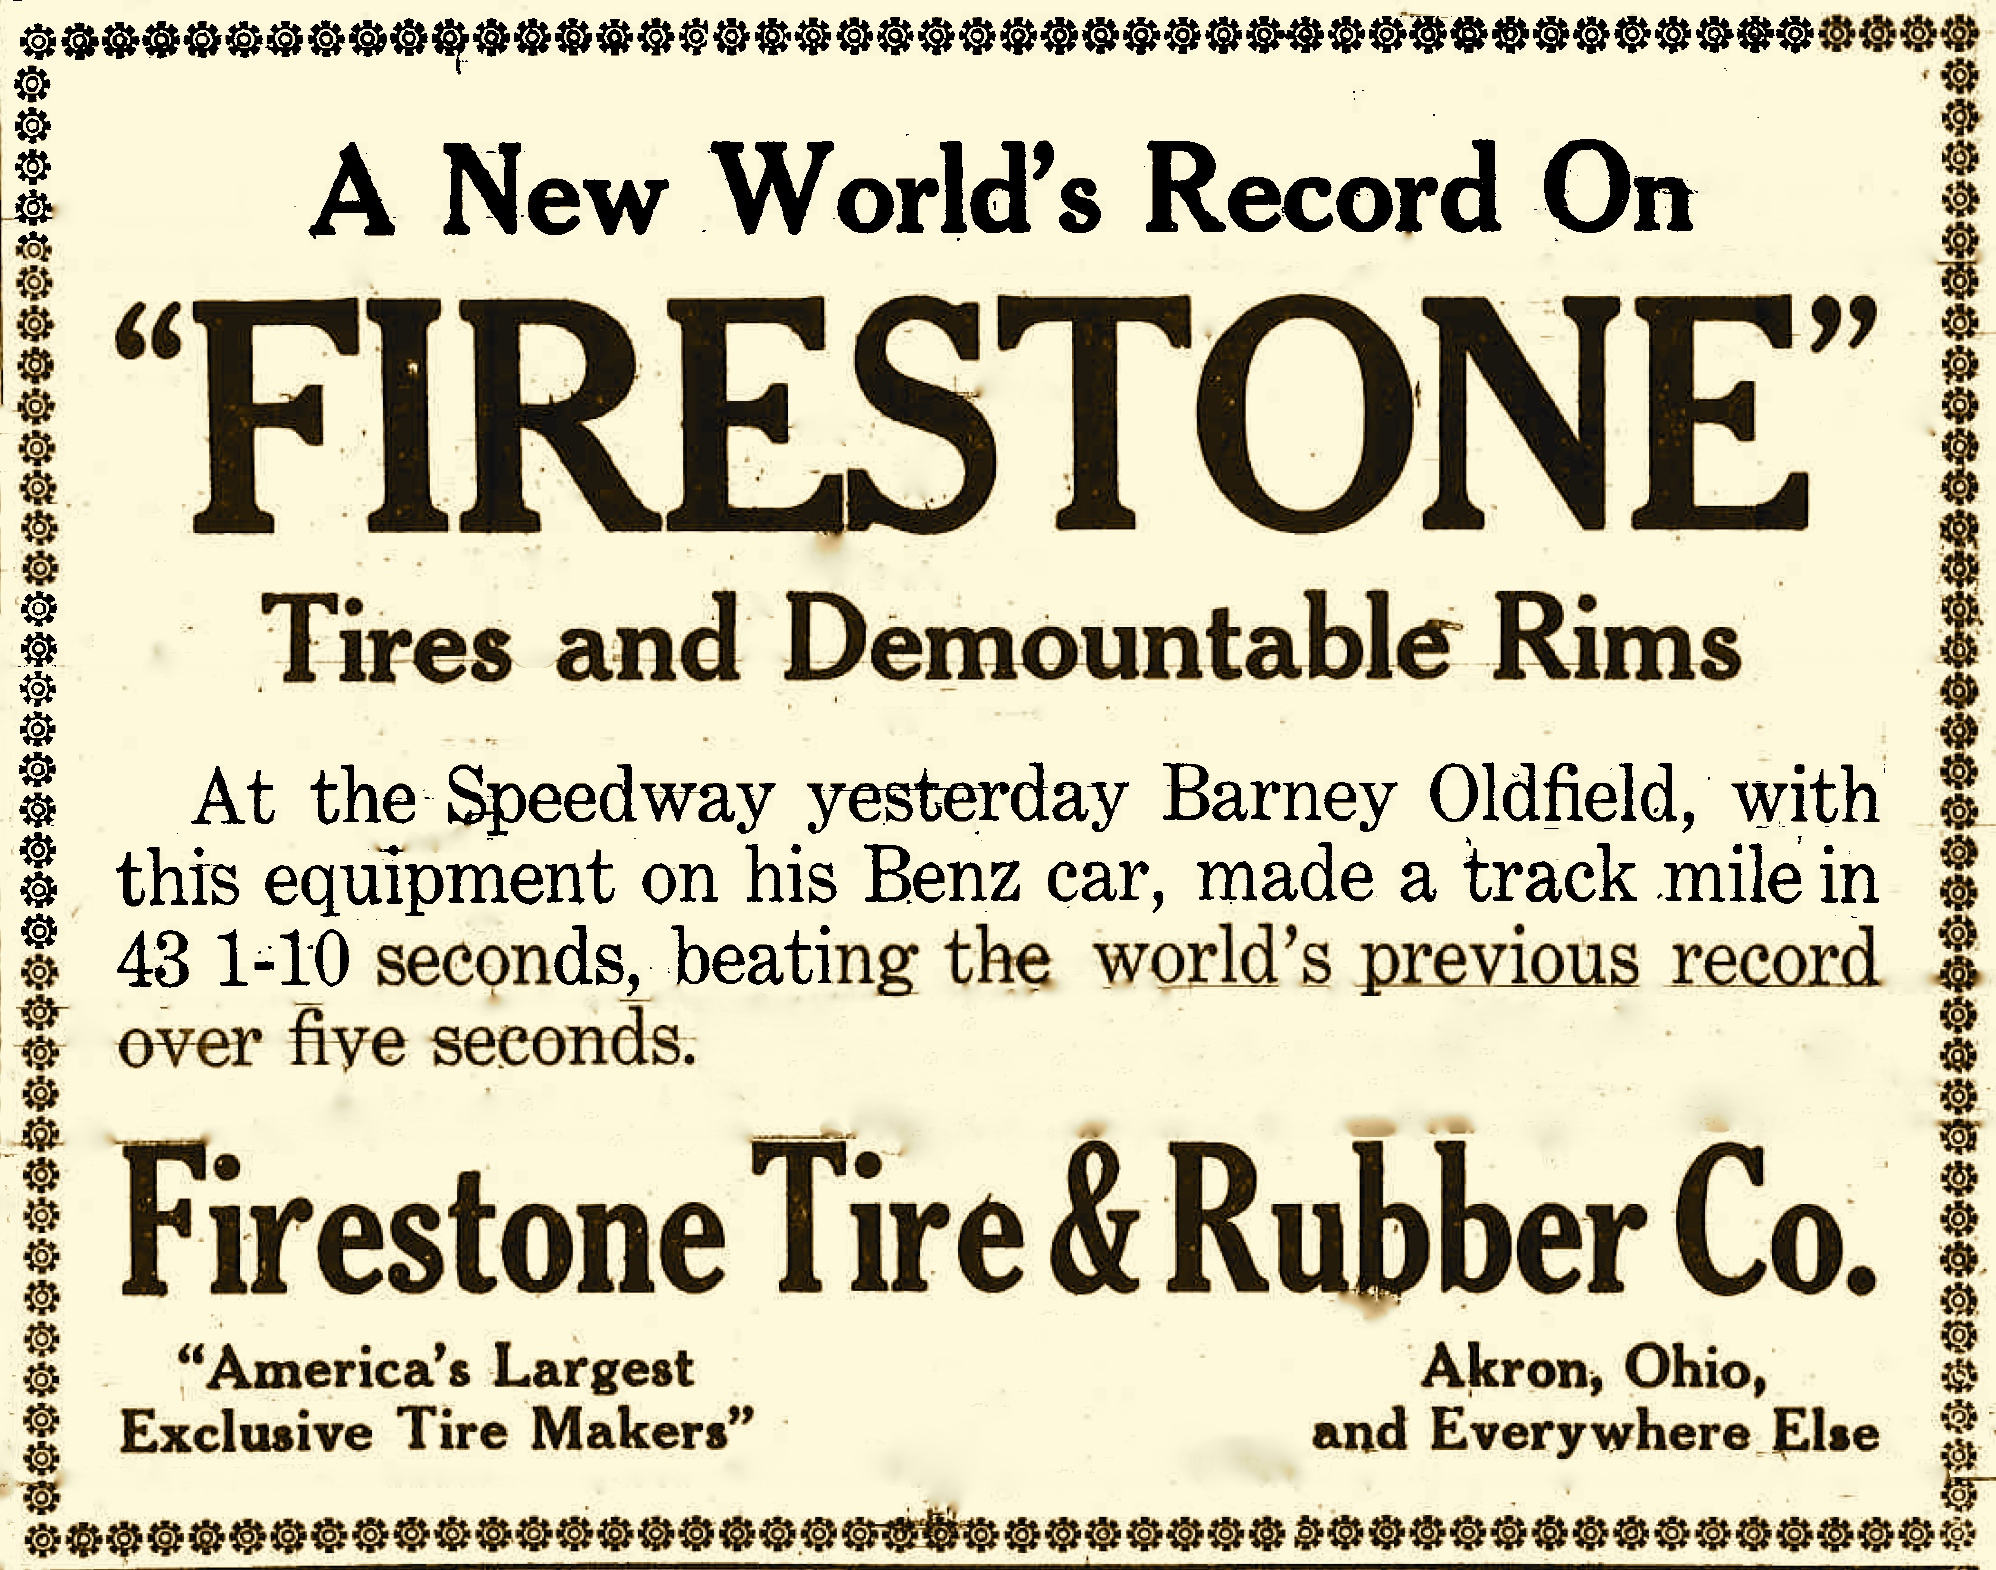 A New World's Record On
“FIRESTONE”
Tires and Demountable Rims
At the Speedway yesterday Barney Oldfield, with
this equipment on his Benz car, made a track mile in
43 1-10 seconds, beating the world's previous record
over five seconds.
Firestone Tire & Rubber Co.
“America's Largest
Exclusive Tire Makers”
Akron, Ohio,
and Everywhere Else